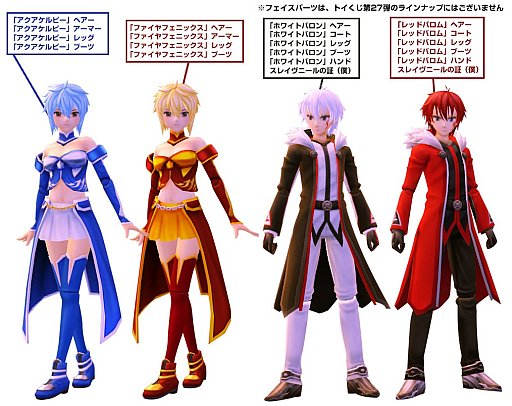 ※フェイスパーツは、トイくじ第27弾のラインナップにはございません
「アクアケルピー」ヘアー
「アクアケルピー」アーマー
「アクアケルピー」レッグ
「アクアケルピー」ブーツ
「ファイヤフェニックス」ヘアー
「ファイヤフェニックス」アーマー
「ファイヤフェニックス」レッグ
「ファイヤフェニックス」ブーツ
「ホワイトバロン」ヘアー
「ホワイトバロン」コート
「ホワイトバロン」レッグ
「ホワイトバロン」ブーツ
「ホワイトバロン」ハンド
スレイヴニールの証（僕）
「レッドバロム」ヘアー
「レッドバロム」コート
「レッドバロム」レッグ
「レッドバロム」ブーツ
「レッドバロム」ハンド
スレイヴニールの証（僕）